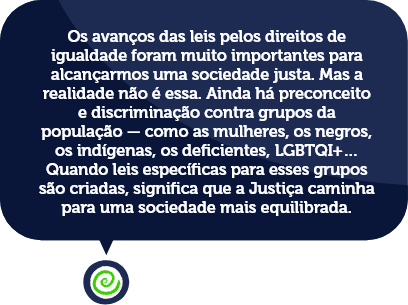 Os avanços das leis pelos direitos de
igualdade foram muito importantes para
alcançarmos uma sociedade justa. Mas a
realidade não é essa. Ainda há preconceito
e discriminação contra grupos da
população — como as mulheres, os negros,
os indígenas, os deficientes, LGBTQI+...
Quando leis específicas para esses grupos
são criadas, significa que a Justiça caminha
para uma sociedade mais equilibrada.